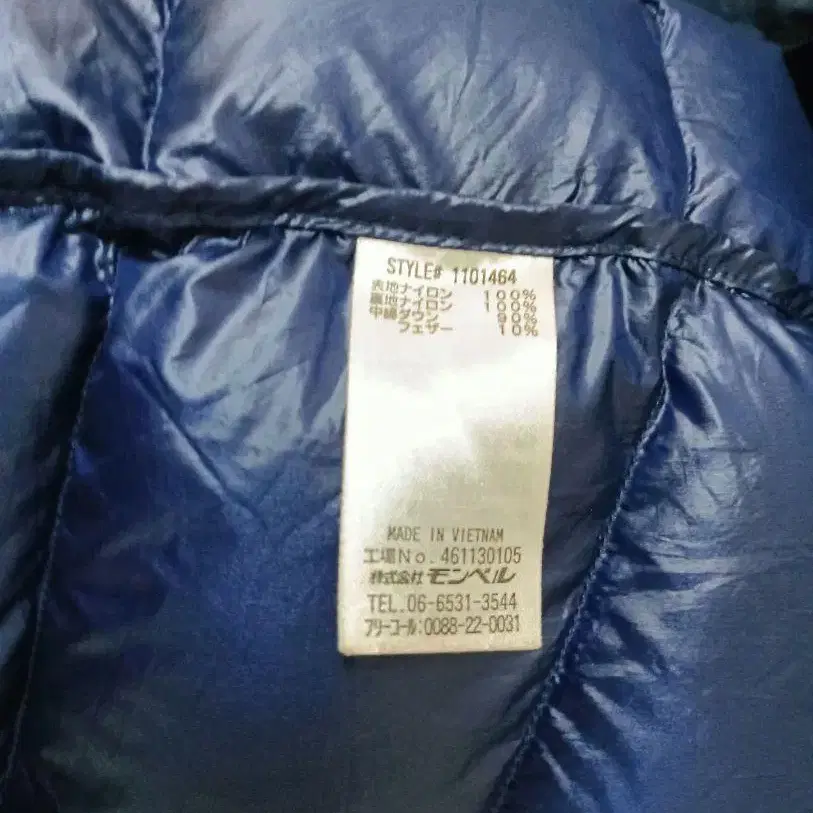 STYLE# 1101464
表地ナイロン 100%
裏地ナイロン 100%
中綿ダウン 90%
フェザー 10%
MADE IN VIETNAM
工場No. 461130105
株式会社モンベル
TEL.06-6531-3544
フリーコール:0088-22-0031